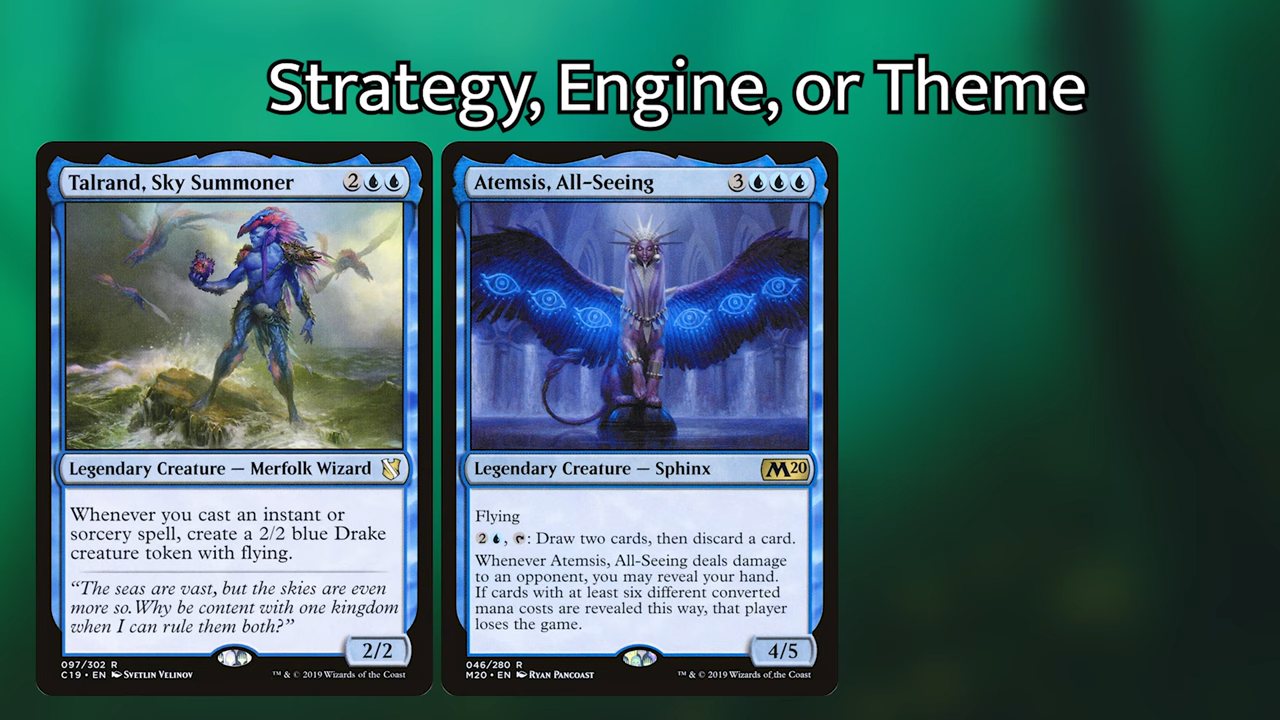 Strategy, Engine, or Theme
Talrand, Sky Summoner 2
Legendary Creature — Merfolk Wizard
Whenever you cast an instant or
sorcery spell, create a 2/2 blue Drake
creature token with flying.
“The seas are vast, but the skies are even
more so. Why be content with one kingdom
when I can rule them both?”
2/2
097/302 R
C19 • EN Svetlin Velinov
™ & © 2019 Wizards of the Coast
Atemsis, All-Seeing 3
Legendary Creature — Sphinx M20
Flying
2 , : Draw two cards, then discard a card.
Whenever Atemsis, All-Seeing deals damage
to an opponent, you may reveal your hand.
If cards with at least six different converted
mana costs are revealed this way, that player
loses the game.
4/5
046/280 R
M20 • EN Ryan Pancoast
™ & © 2019 Wizards of the Coast